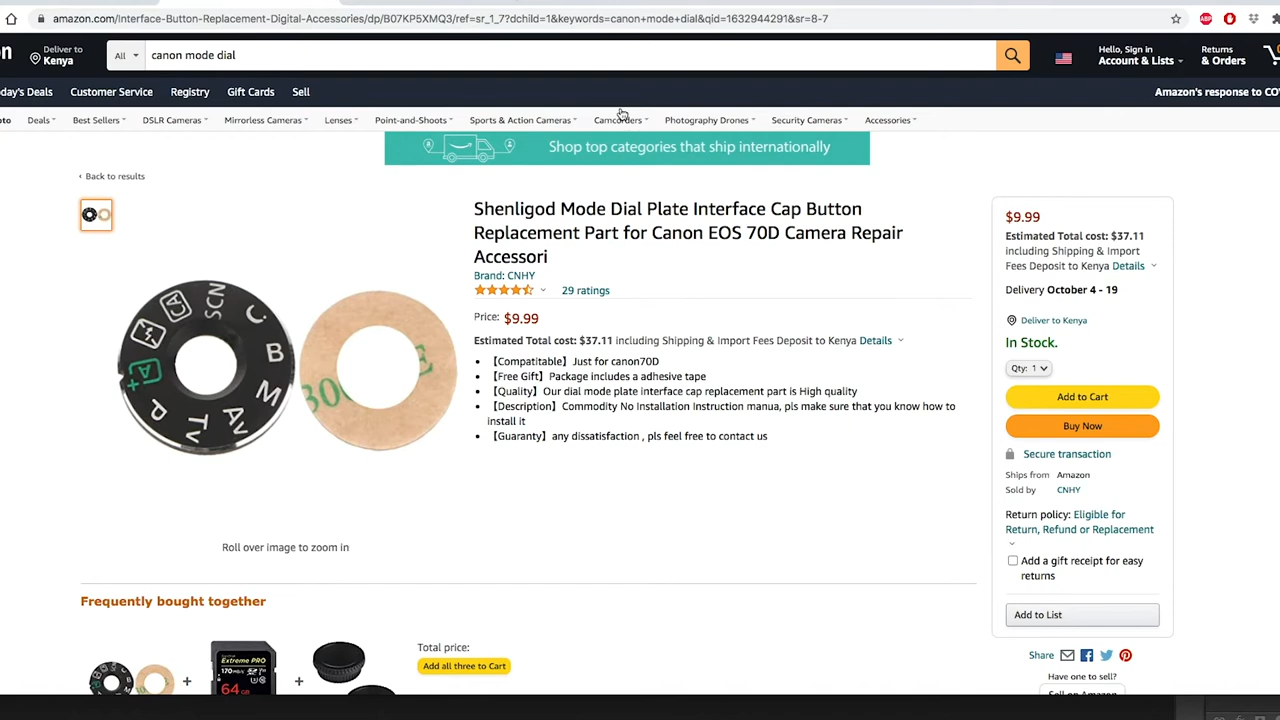 amazon.com/Interface-Button-Replacement-Digital-Accessories/dp/B07KP5XMQ3/ref=sr_1_7?dchild=1&keywords=canon+mode+dial&qid=1632944291&sr=8-7
ABP
Deliver to
Kenya
All
canon mode dial
Hello, Sign in
Account & Lists
Returns
& Orders
Customer Service
Registry
Gift Cards
Sell
Amazon's response to
Deals
Best Sellers
DSLR Cameras
Mirrorless Cameras
Lenses
Point-and-Shoots
Sports & Action Cameras
Camcorders
Photography Drones
Security Cameras
Accessories
Shop top categories that ship internationally
‹ Back to results
Shenligod Mode Dial Plate Interface Cap Button
Replacement Part for Canon EOS 70D Camera Repair
Accessori
Brand: CNHY
29 ratings
Price: $9.99
Estimated Total cost: $37.11 including Shipping & Import Fees Deposit to Kenya Details
• 【Compatitable】Just for canon70D
• 【Free Gift】Package includes a adhesive tape
• 【Quality】Our dial mode plate interface cap replacement part is High quality
• 【Description】Commodity No Installation Instruction manua, pls make sure that you know how to
install it
• 【Guaranty】any dissatisfaction , pls feel free to contact us
SCN
CA
C
B
M
Av
Tv
P
A+
300
E
Roll over image to zoom in
$9.99
Estimated Total cost: $37.11
including Shipping & Import
Fees Deposit to Kenya Details
Delivery October 4 - 19
Deliver to Kenya
In Stock.
Qty: 1
Add to Cart
Buy Now
Secure transaction
Ships from Amazon
Sold by CNHY
Return policy: Eligible for
Return, Refund or Replacement
Add a gift receipt for easy
returns
Add to List
Share
Have one to sell?
Sell on Amazon
Frequently bought together
Extreme PRO
170MB/s
64
+
+
Total price:
Add all three to Cart